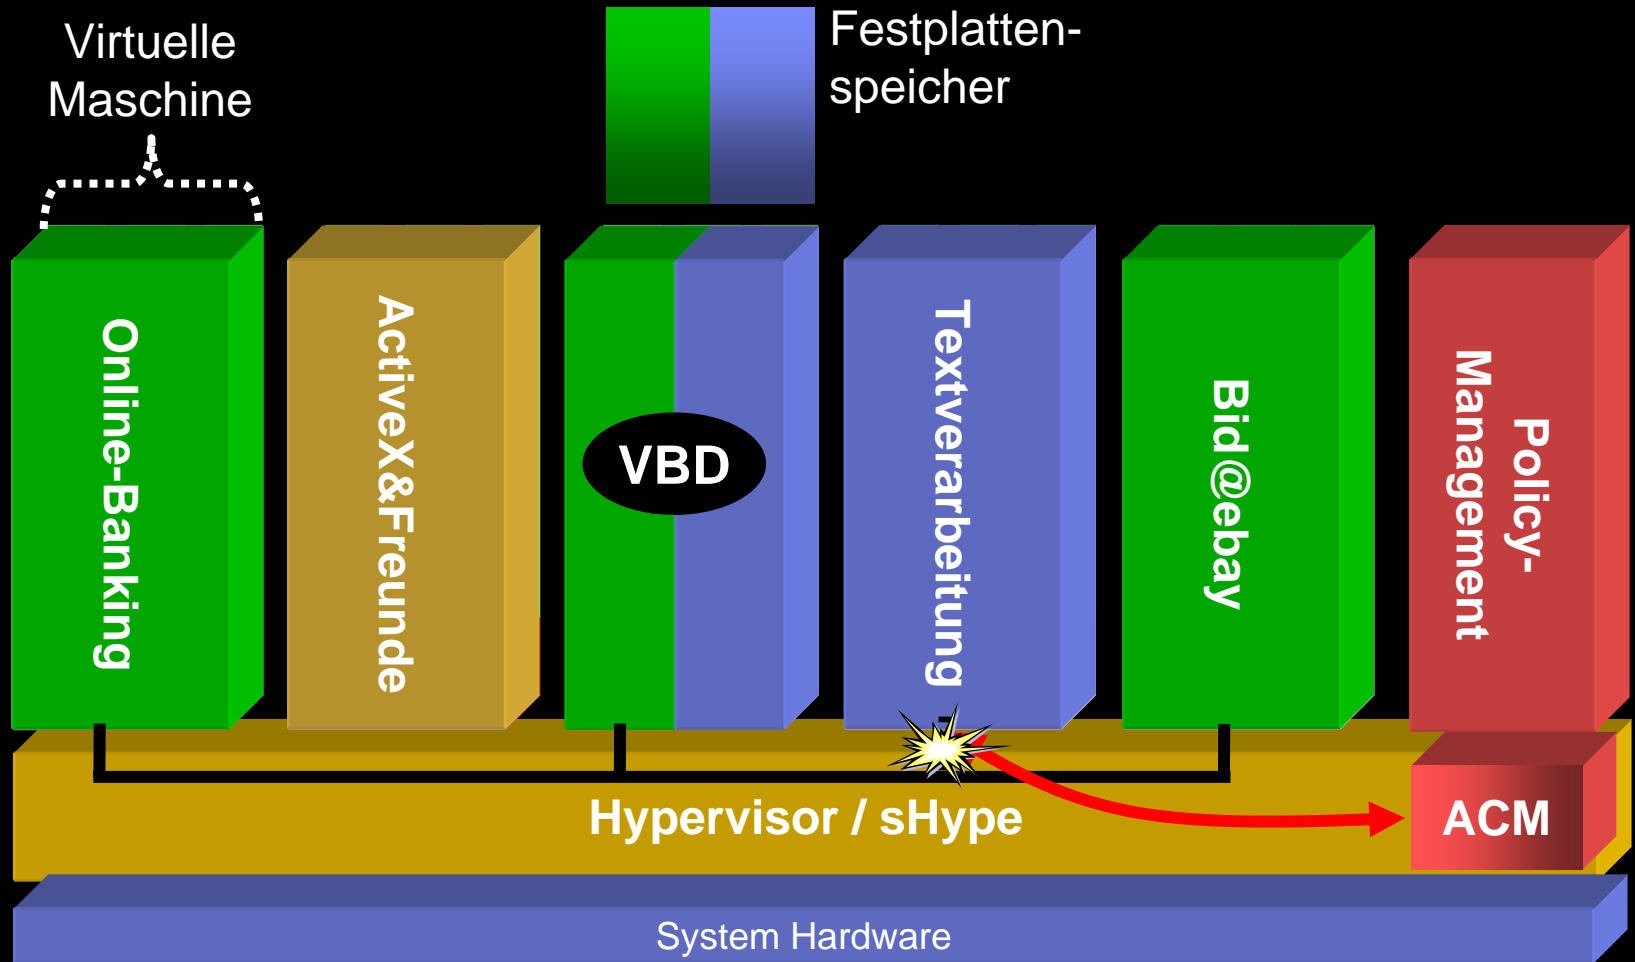 Virtuelle
Maschine
Festplatten-
speicher
Online-Banking
ActiveX&Freunde
VBD
Textverarbeitung
Bid@ebay
Policy-
Management
Hypervisor / sHype
ACM
System Hardware